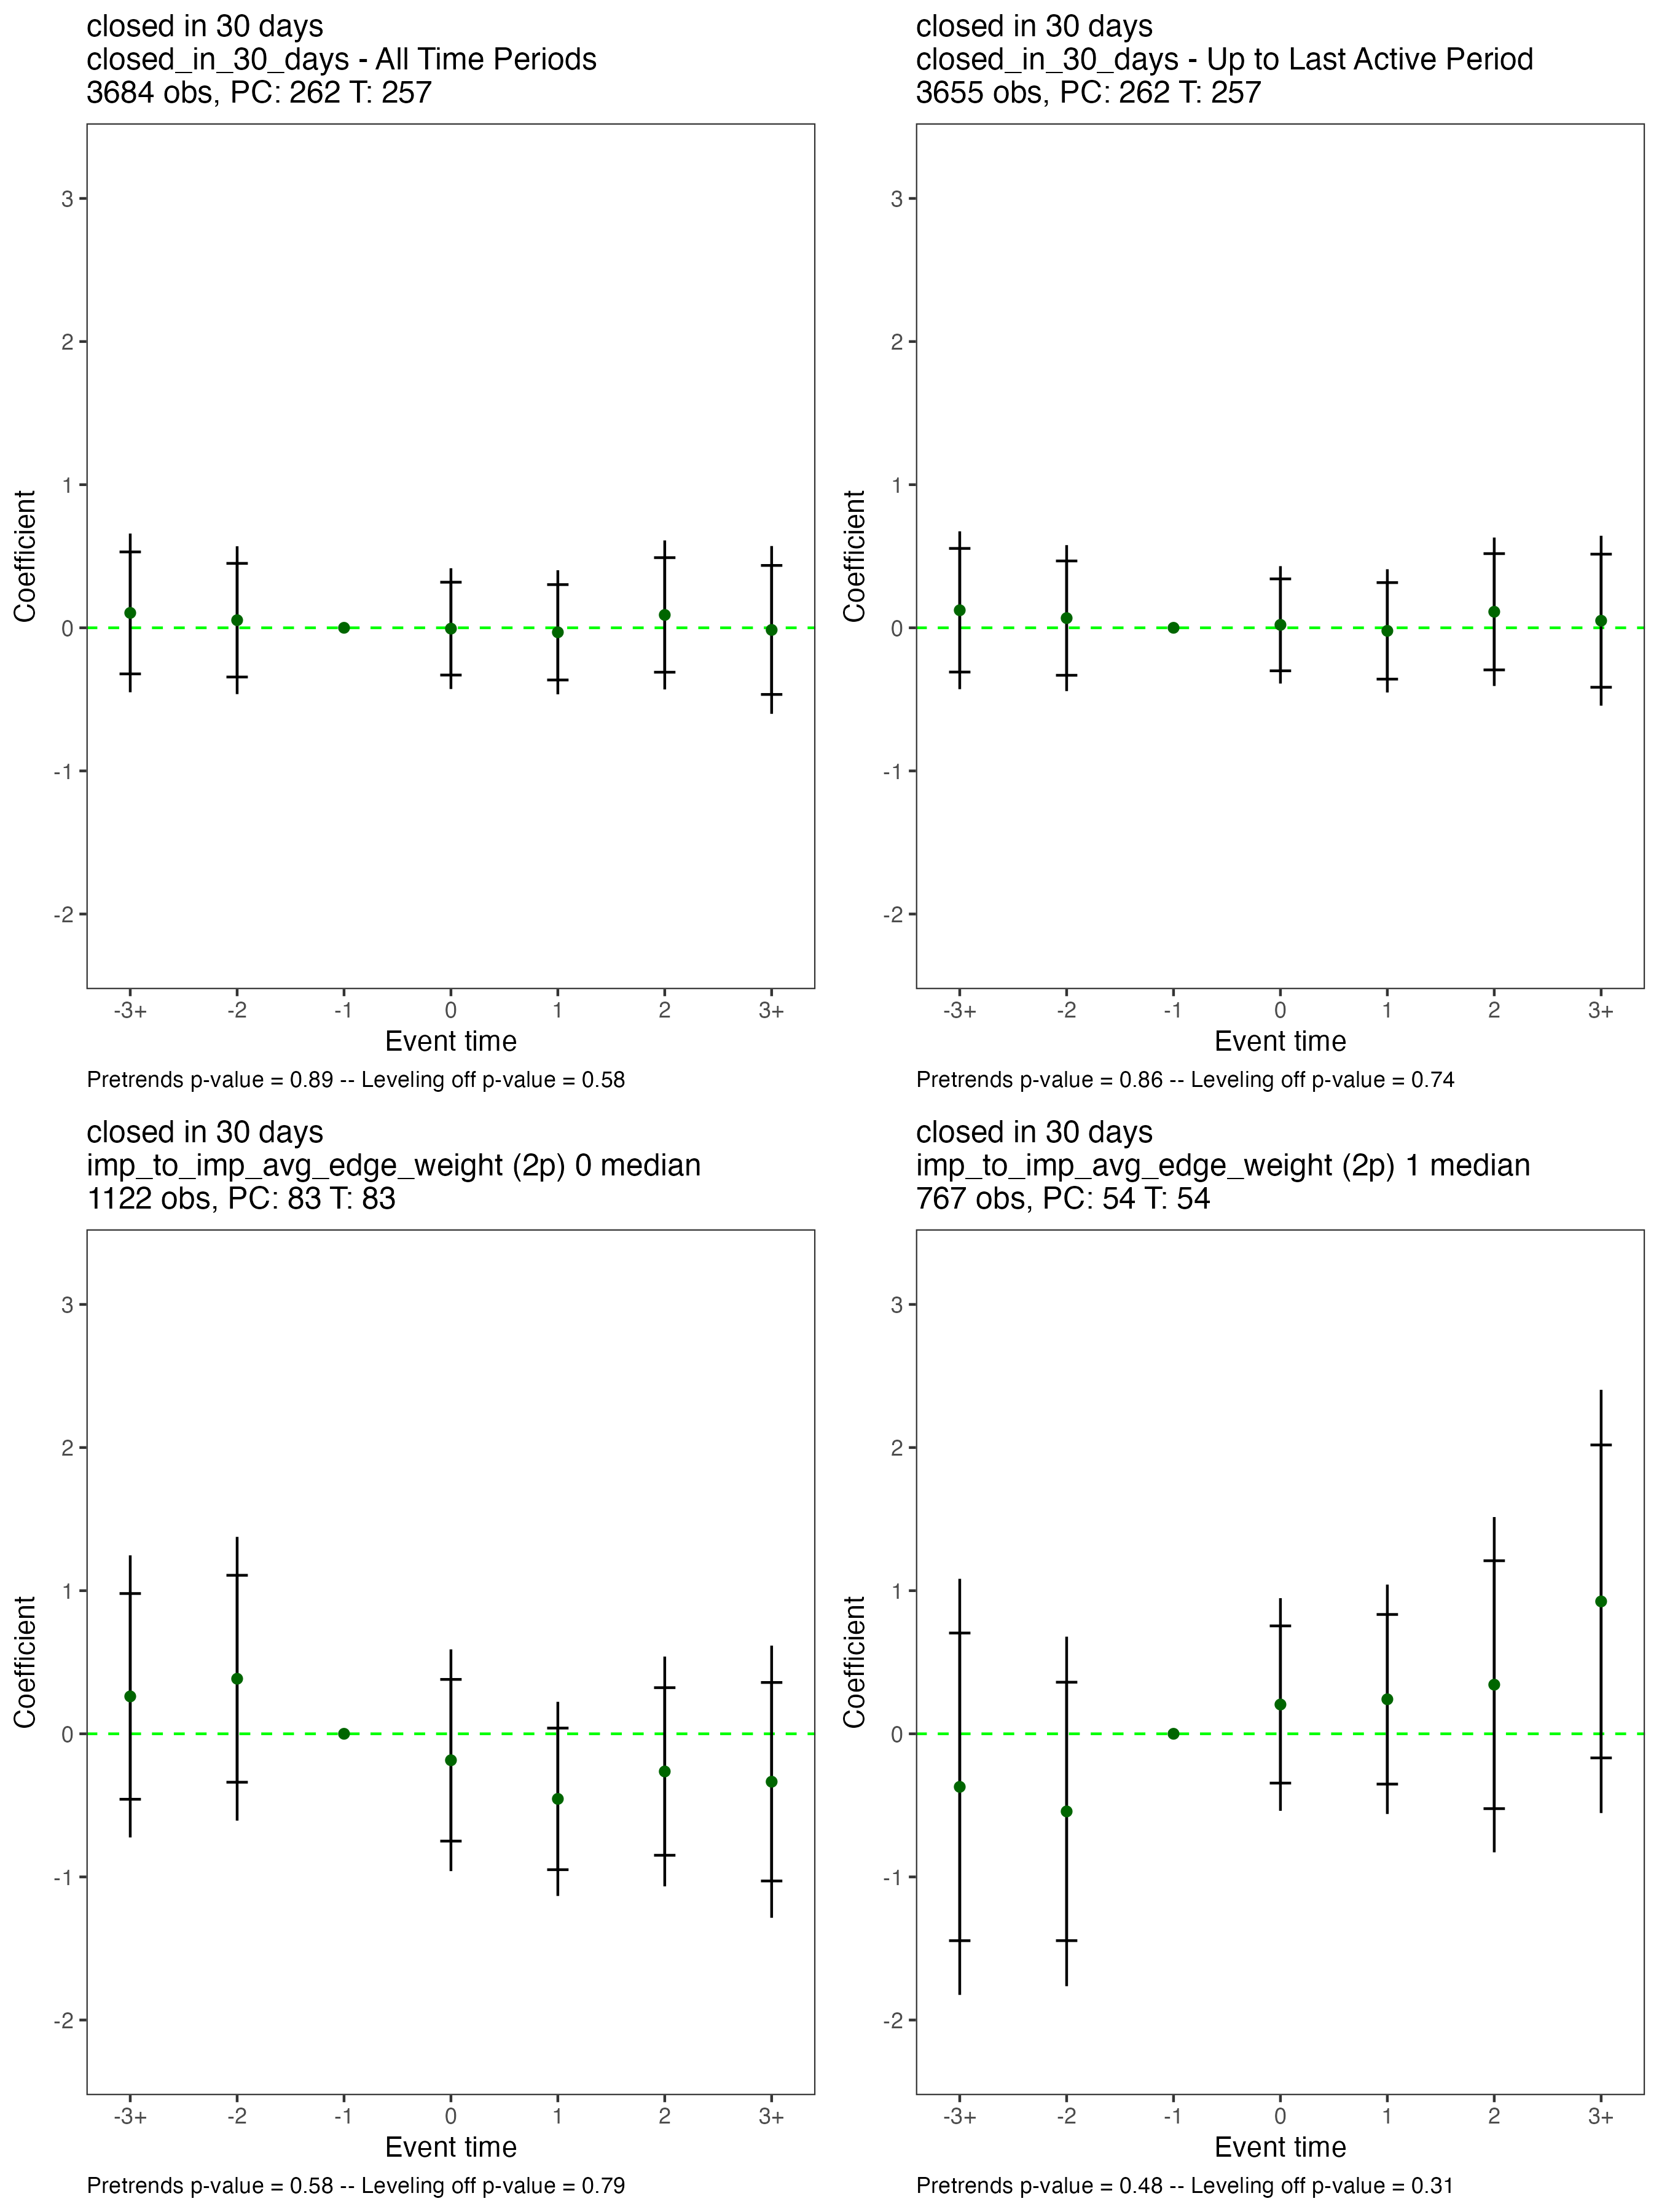 closed in 30 days
closed_in_30_days - All Time Periods
3684 obs, PC: 262 T: 257
3
2
1
0
-1
-2
Coefficient
-3+ -2 -1 0 1 2 3+
Event time
Pretrends p-value = 0.89 -- Leveling off p-value = 0.58
closed in 30 days
closed_in_30_days - Up to Last Active Period
3655 obs, PC: 262 T: 257
3
2
1
0
-1
-2
Coefficient
-3+ -2 -1 0 1 2 3+
Event time
Pretrends p-value = 0.86 -- Leveling off p-value = 0.74
closed in 30 days
imp_to_imp_avg_edge_weight (2p) 0 median
1122 obs, PC: 83 T: 83
3
2
1
0
-1
-2
Coefficient
-3+ -2 -1 0 1 2 3+
Event time
Pretrends p-value = 0.58 -- Leveling off p-value = 0.79
closed in 30 days
imp_to_imp_avg_edge_weight (2p) 1 median
767 obs, PC: 54 T: 54
3
2
1
0
-1
-2
Coefficient
-3+ -2 -1 0 1 2 3+
Event time
Pretrends p-value = 0.48 -- Leveling off p-value = 0.31